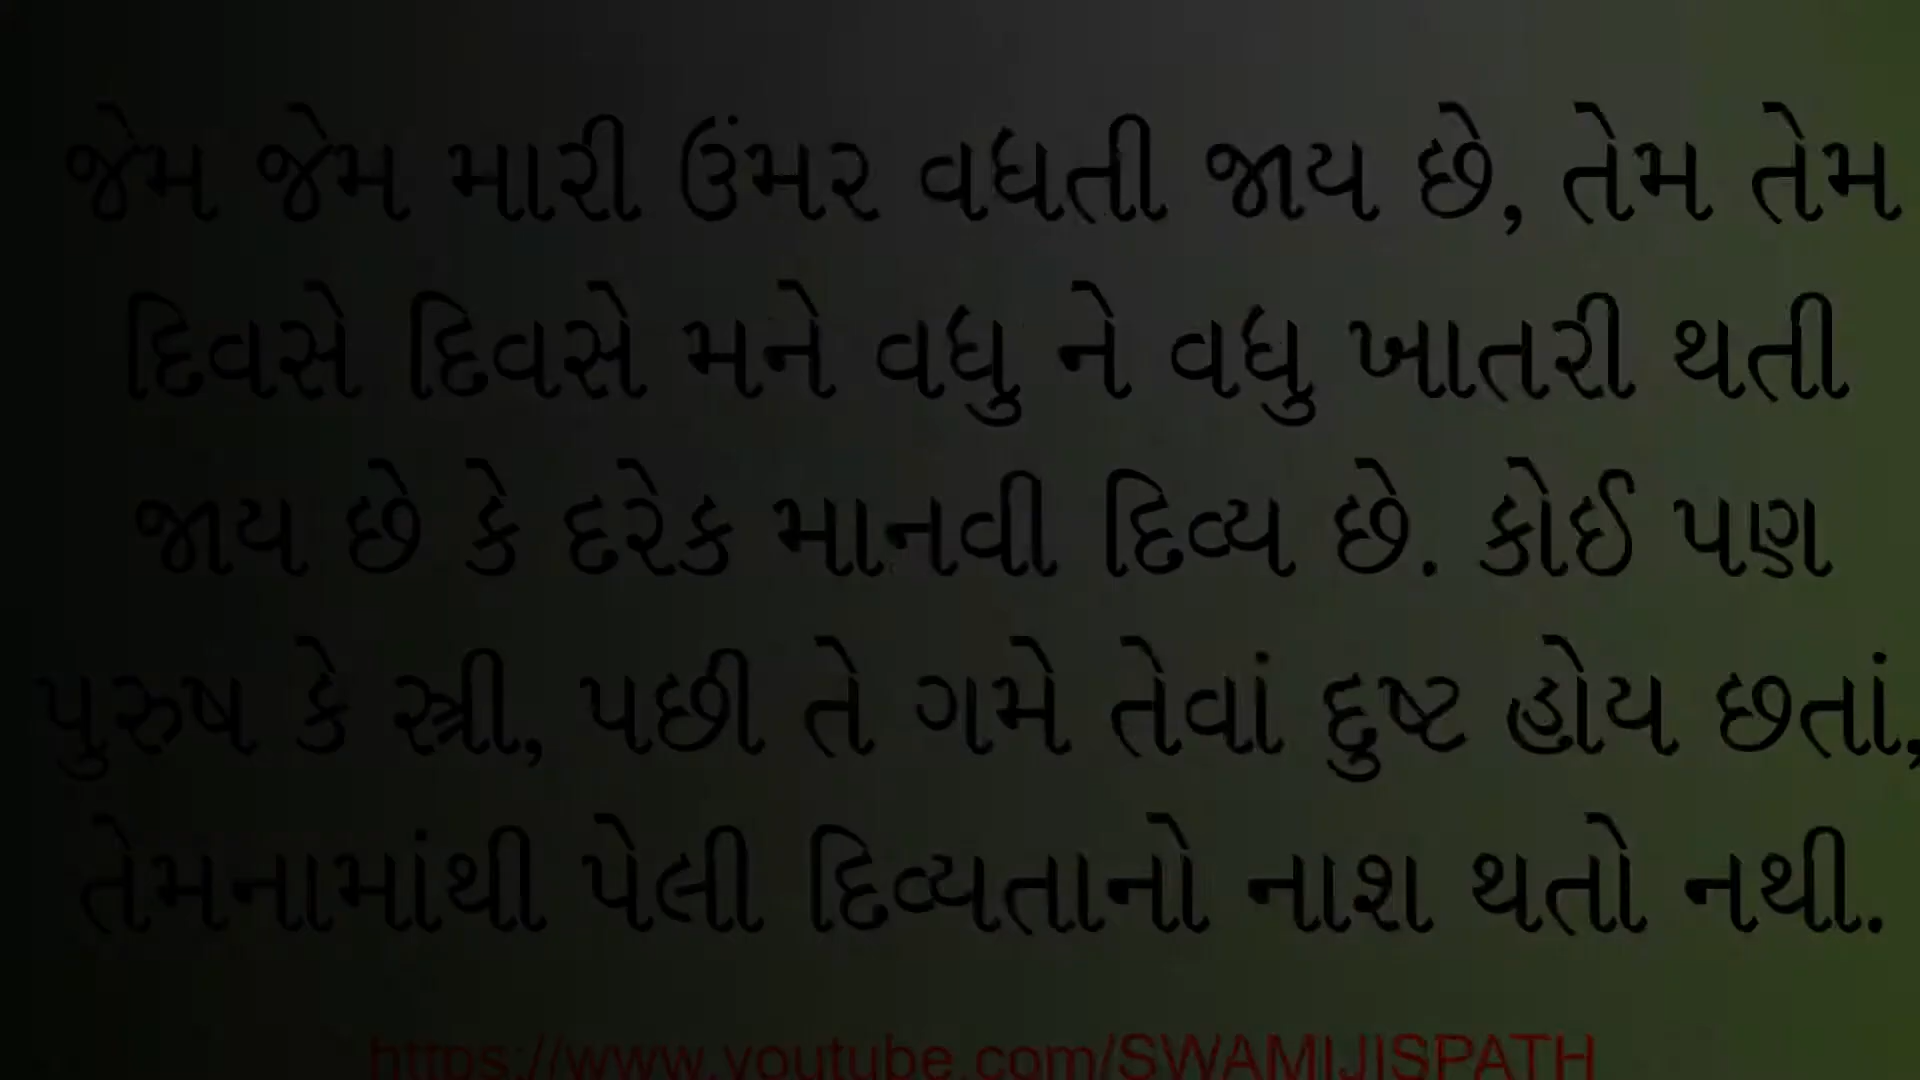 જેમ જેમ મારી ઉંમર વધતી જાય છે, તેમ તેમ
દિવસે દિવસે મને વધુ ને વધુ ખાતરી થતી
જાય છે કે દરેક માનવી દિવ્ય છે. કોઈ પણ
પુરુષ કે સ્ત્રી, પછી તે ગમે તેવાં દુષ્ટ હોય છતાં,
તેમનામાંથી પેલી દિવ્યતાનો નાશ થતો નથી.
https://www.youtube.com/SWAMIJISPATH